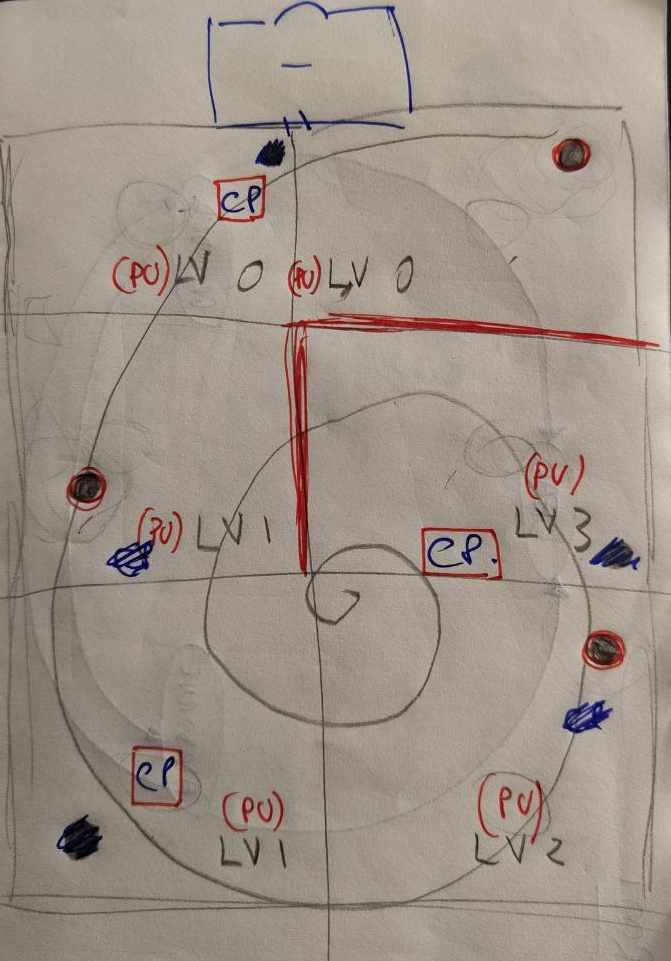 CP
(PU) LV 0 (PU) LV 0
(PU)
LV 3
(PU) LV 1
CP.
CP
(PU)
LV 1
(PU)
LV 2